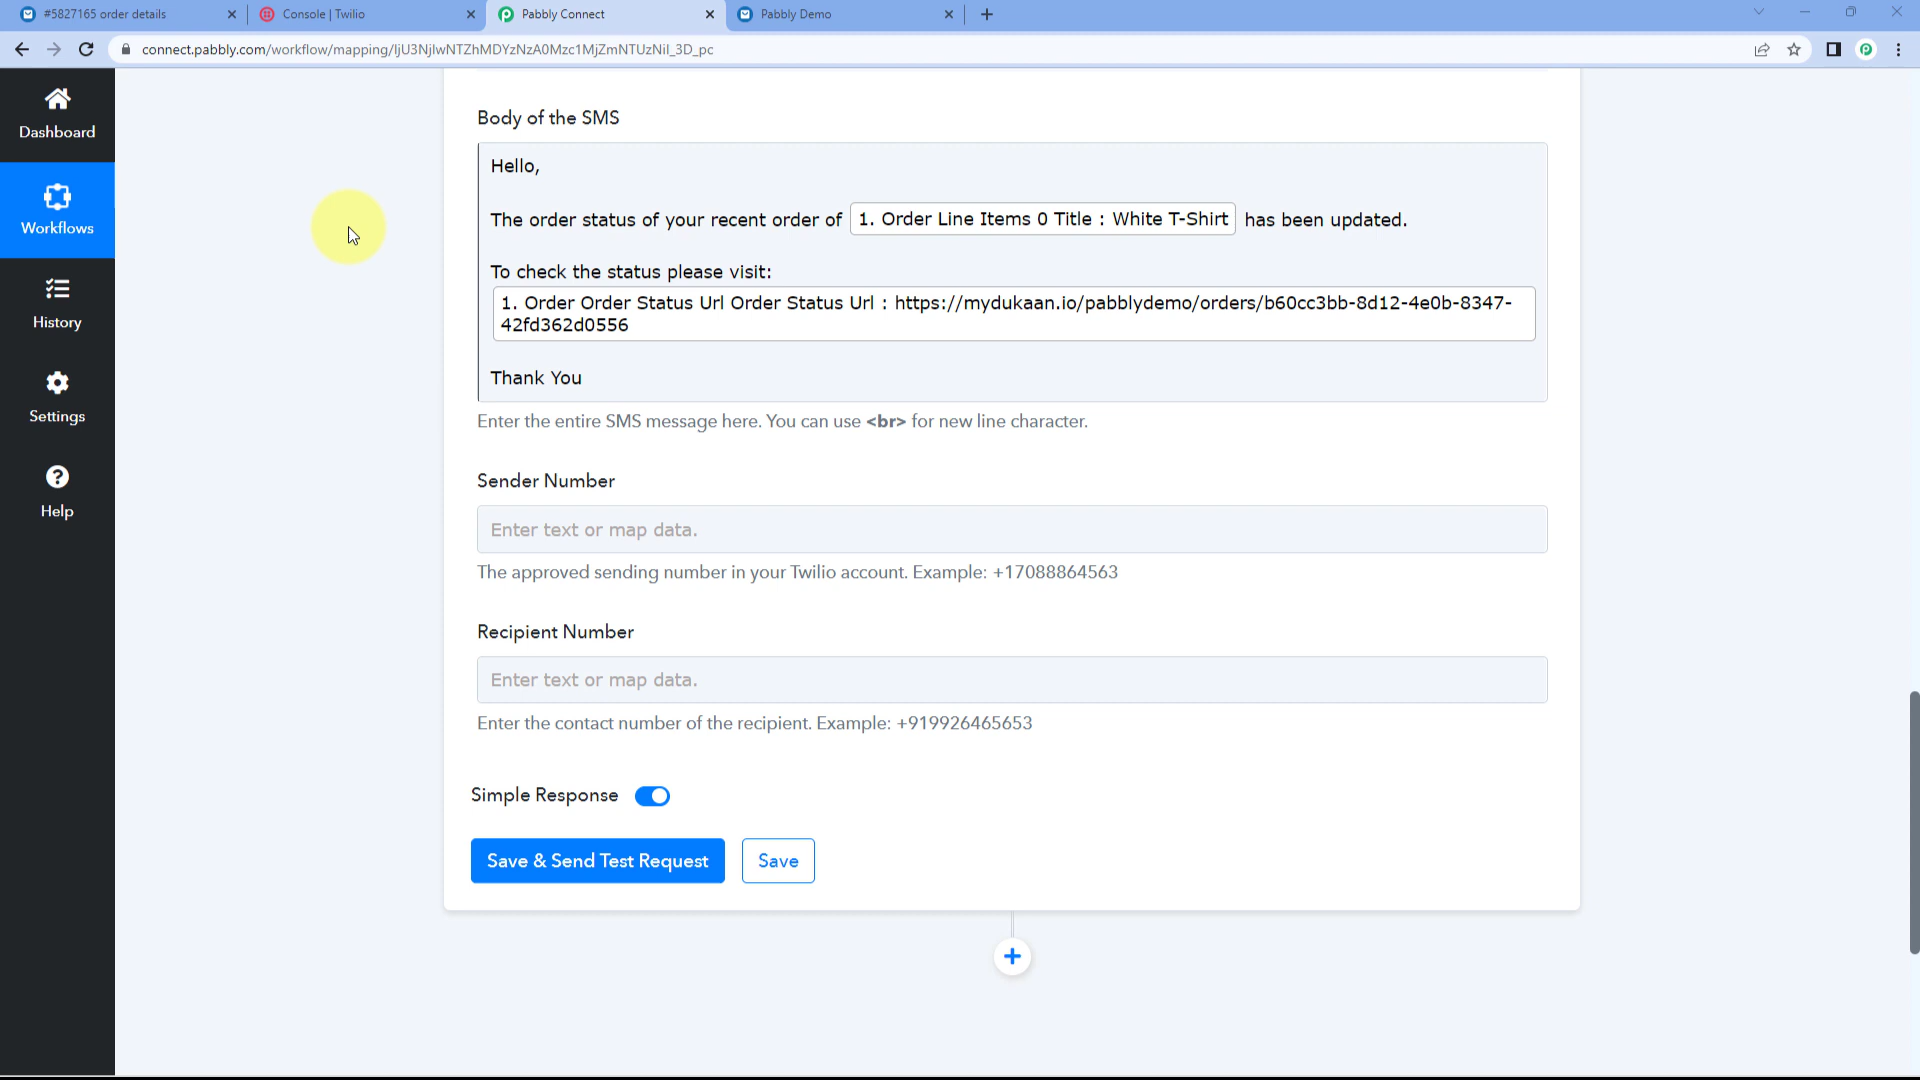 #5827165 order details
Console | Twilio
Pabbly Connect
Pabbly Demo
connect.pabbly.com/workflow/mapping/IjU3NjIwNTZhMDYzNzA0Mzc1MjZmNTUzNiI_3D_pc
Dashboard
Workflows
History
Settings
Help
Body of the SMS
Hello,
The order status of your recent order of 1. Order Line Items 0 Title : White T-Shirt has been updated.
To check the status please visit:
1. Order Order Status Url Order Status Url : https://mydukaan.io/pabblydemo/orders/b60cc3bb-8d12-4e0b-8347-
42fd362d0556
Thank You
Enter the entire SMS message here. You can use <br> for new line character.
Sender Number
Enter text or map data.
The approved sending number in your Twilio account. Example: +17088864563
Recipient Number
Enter text or map data.
Enter the contact number of the recipient. Example: +919926465653
Simple Response
Save & Send Test Request
Save